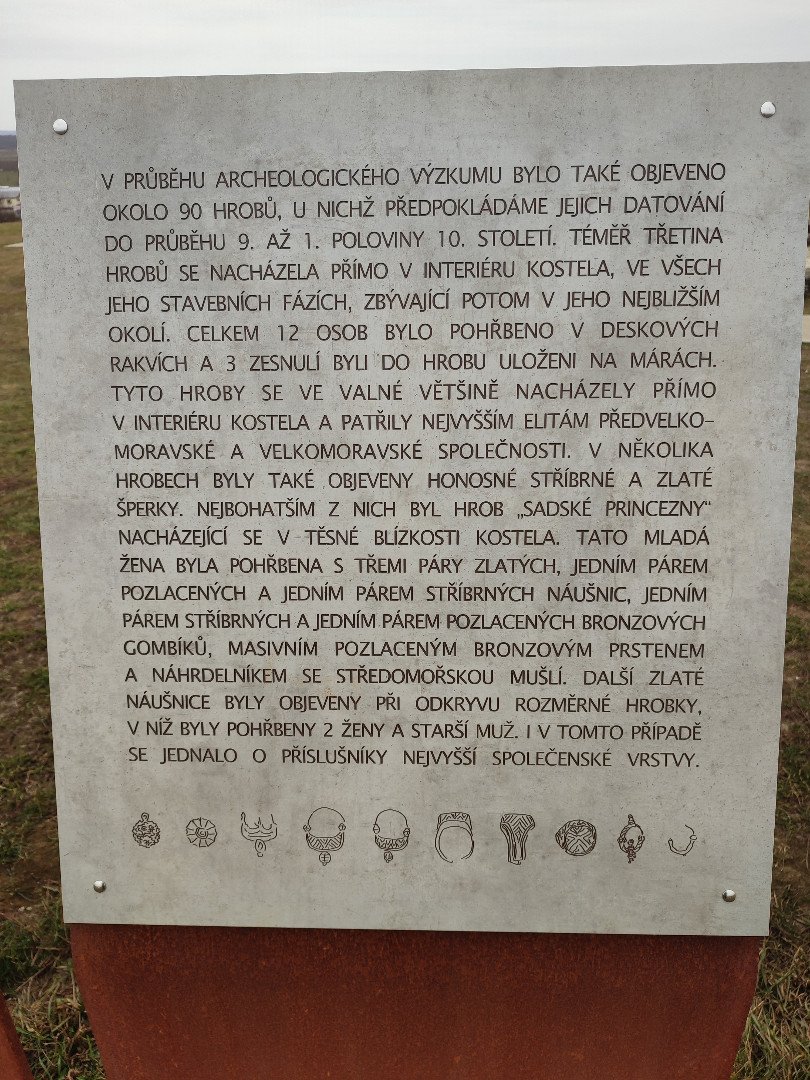 V PRŮBĚHU ARCHEOLOGICKÉHO VÝZKUMU BYLO TAKÉ OBJEVENO
OKOLO 90 HROBŮ, U NICHŽ PŘEDPOKLÁDÁME JEJICH DATOVÁNÍ
DO PRŮBĚHU 9. AŽ 1. POLOVINY 10. STOLETÍ. TÉMĚŘ TŘETINA
HROBŮ SE NACHÁZELA PŘÍMO V INTERIÉRU KOSTELA, VE VŠECH
JEHO STAVEBNÍCH FÁZÍCH, ZBÝVAJÍCÍ POTOM V JEHO NEJBLIŽŠÍM
OKOLÍ. CELKEM 12 OSOB BYLO POHŘBENO V DESKOVÝCH
RAKVÍCH A 3 ZESNULÍ BYLI DO HROBU ULOŽENI NA MÁRÁCH.
TYTO HROBY SE VE VALNÉ VĚTŠINĚ NACHÁZELY PŘÍMO
V INTERIÉRU KOSTELA A PATŘILY NEJVYŠŠÍM ELITÁM PŘEDVELKO-
MORAVSKÉ A VELKOMORAVSKÉ SPOLEČNOSTI. V NĚKOLIKA
HROBECH BYLY TAKÉ OBJEVENY HONOSNÉ STŘÍBRNÉ A ZLATÉ
ŠPERKY. NEJBOHATŠÍM Z NICH BYL HROB „SADSKÉ PRINCEZNY“
NACHÁZEJÍCÍ SE V TĚSNÉ BLÍZKOSTI KOSTELA. TATO MLADÁ
ŽENA BYLA POHŘBENA S TŘEMI PÁRY ZLATÝCH, JEDNÍM PÁREM
POZLACENÝCH A JEDNÍM PÁREM STŘÍBRNÝCH NÁUŠNIC, JEDNÍM
PÁREM STŘÍBRNÝCH A JEDNÍM PÁREM POZLACENÝCH BRONZOVÝCH
GOMBÍKŮ, MASIVNÍM POZLACENÝM BRONZOVÝM PRSTENEM
A NÁHRDELNÍKEM SE STŘEDOMOŘSKOU MUŠLÍ. DALŠÍ ZLATÉ
NÁUŠNICE BYLY OBJEVENY PŘI ODKRYVU ROZMĚRNÉ HROBKY,
V NÍŽ BYLY POHŘBENY 2 ŽENY A STARŠÍ MUŽ. I V TOMTO PŘÍPADĚ
SE JEDNALO O PŘÍSLUŠNÍKY NEJVYŠŠÍ SPOLEČENSKÉ VRSTVY.